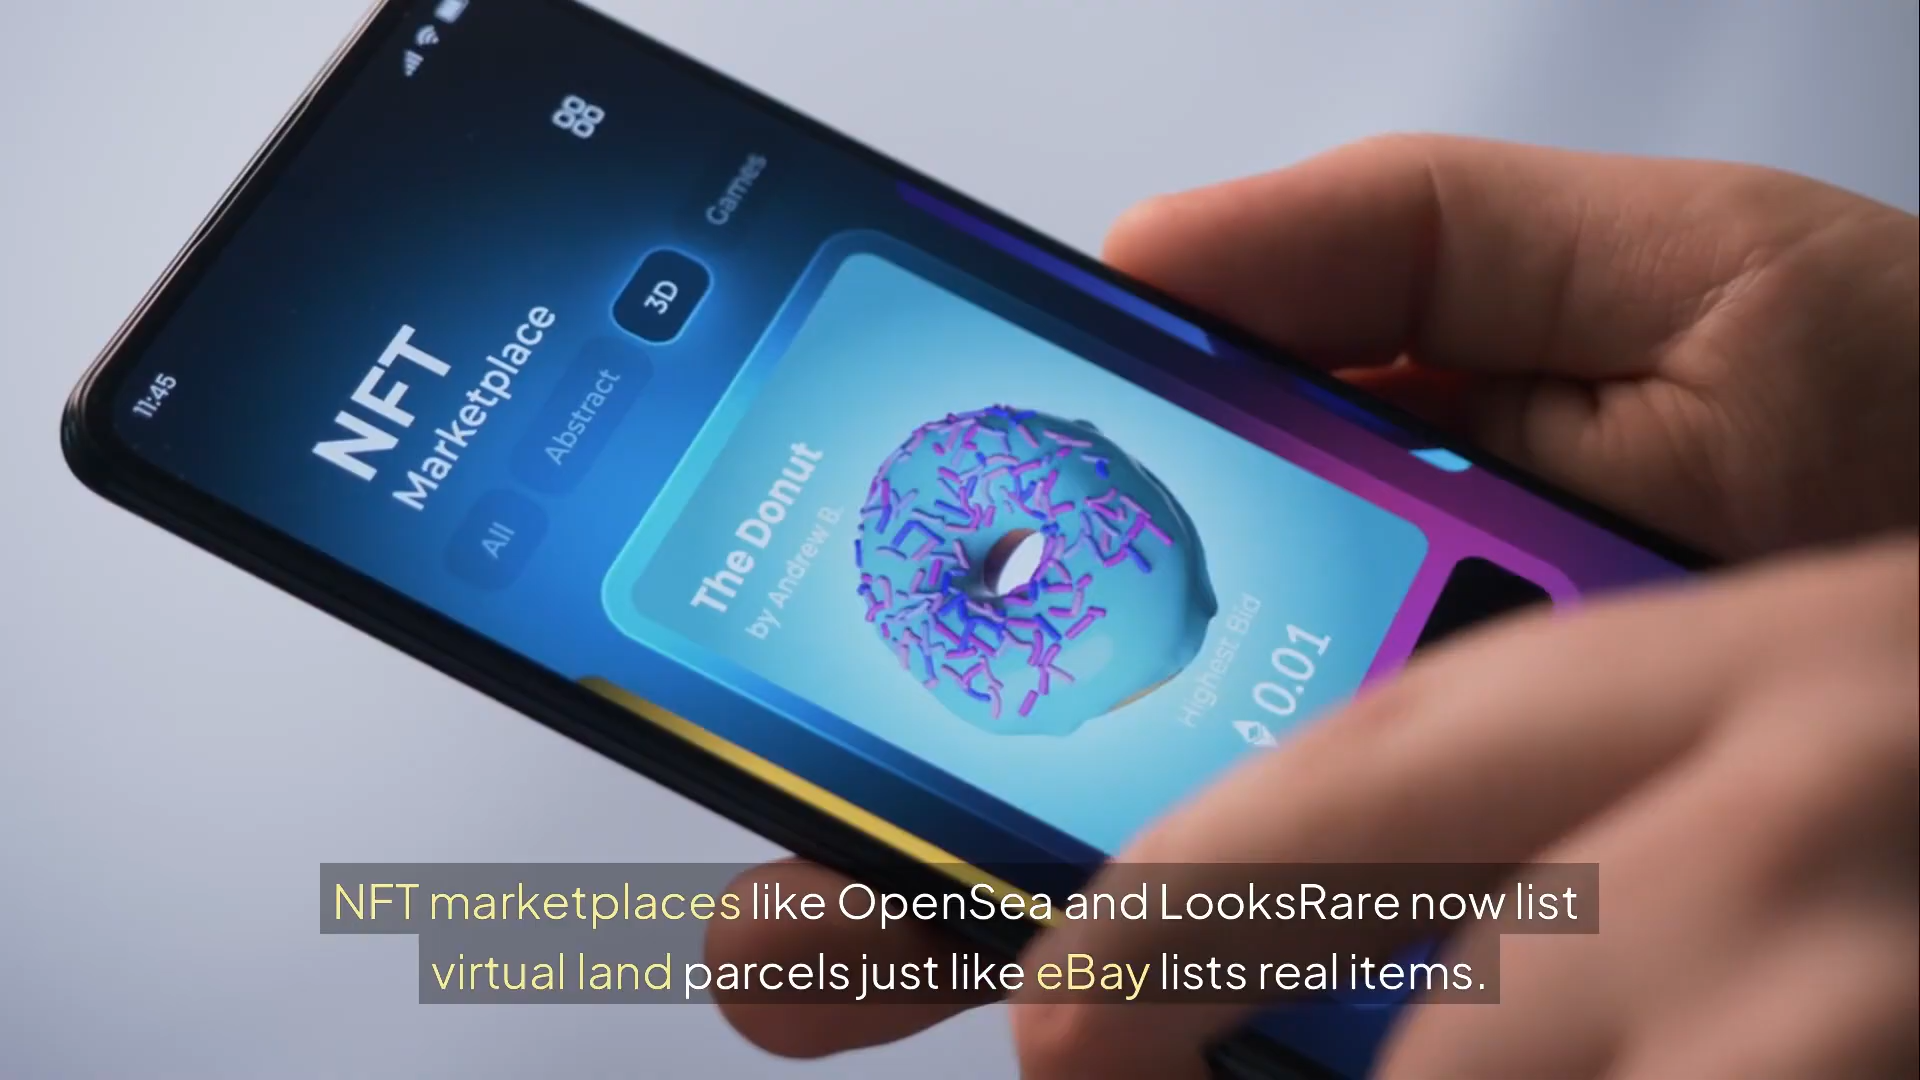 11:45
NFT
Marketplace
All
Abstract
3D
Games
The Donut
by Andrew B.
Highest Bid
0.01
NFT marketplaces like OpenSea and LooksRare now list
virtual land parcels just like eBay lists real items.